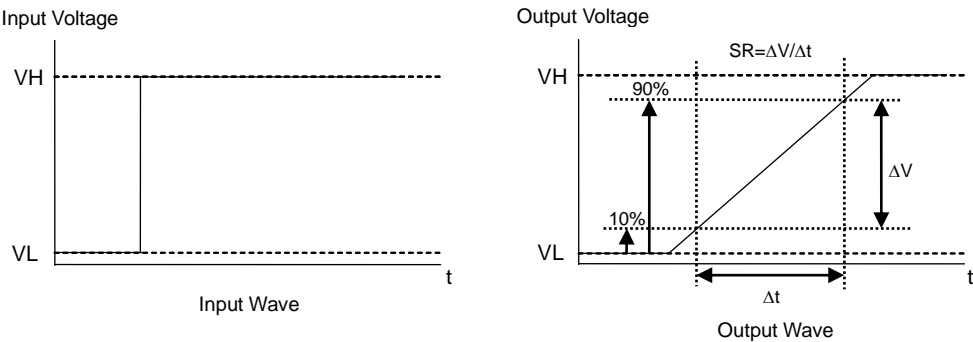 Input Voltage
VH
VL
t
Input Wave
Output Voltage
SR=ΔV/Δt
VH
90%
ΔV
10%
VL
t
Δt
Output Wave